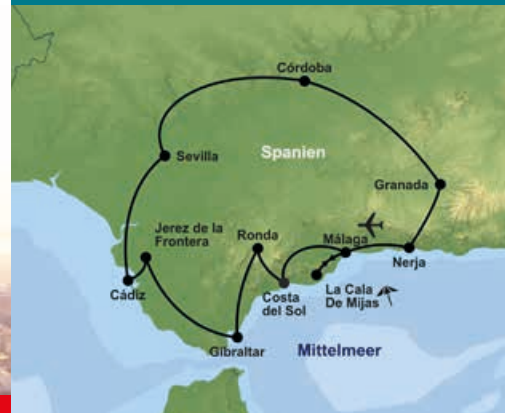 Córdoba
Sevilla
Spanien
Granada
Jerez de la
Frontera
Ronda
Málaga
Nerja
Cádiz
Costa
del Sol
La Cala
De Mijas
Gibraltar
Mittelmeer